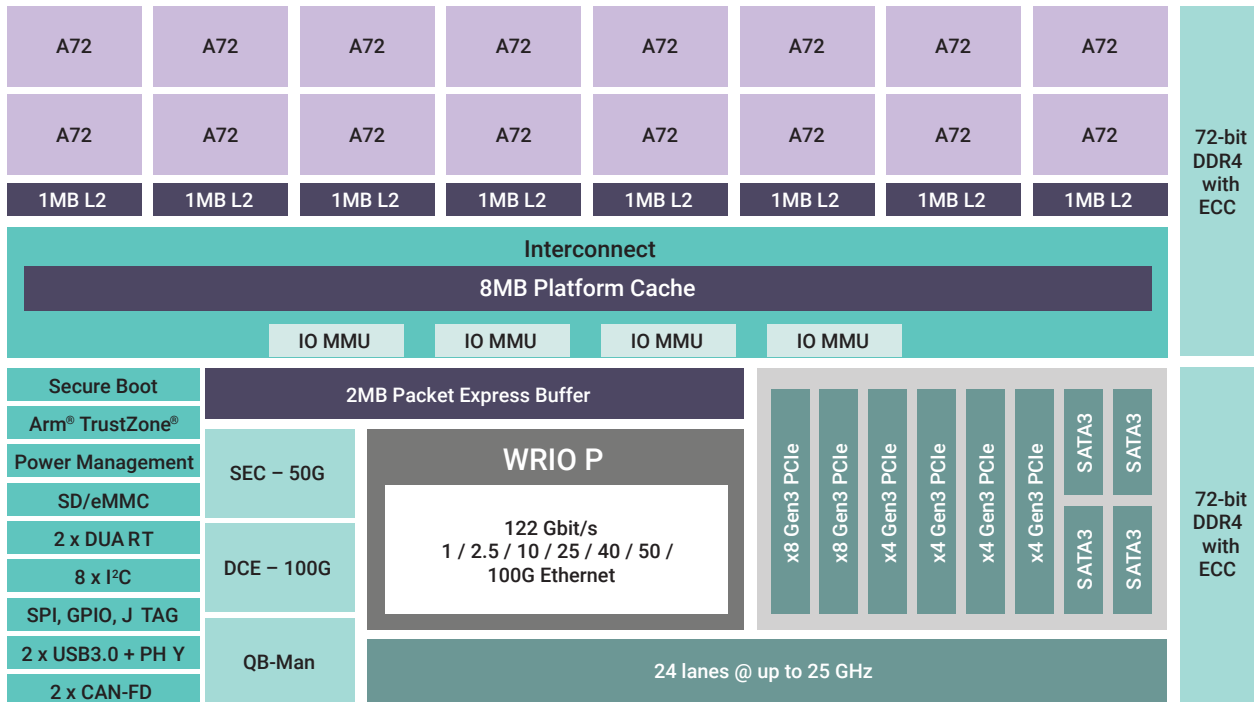 A72 A72 A72 A72 A72 A72 A72 A72
A72 A72 A72 A72 A72 A72 A72 A72
1MB L2 1MB L2 1MB L2 1MB L2 1MB L2 1MB L2 1MB L2 1MB L2
72-bit
DDR4
with
ECC
Interconnect
8MB Platform Cache
IO MMU IO MMU IO MMU IO MMU
Secure Boot
Arm® TrustZone®
Power Management
SD/eMMC
2 x DUA RT
8 x I²C
SPI, GPIO, J TAG
2 x USB3.0 + PH Y
2 x CAN-FD
2MB Packet Express Buffer
SEC – 50G
DCE – 100G
QB-Man
WRIO P
122 Gbit/s
1 / 2.5 / 10 / 25 / 40 / 50 /
100G Ethernet
x8 Gen3 PCIe
x8 Gen3 PCIe
x4 Gen3 PCIe
x4 Gen3 PCIe
x4 Gen3 PCIe
x4 Gen3 PCIe
SATA3
SATA3
SATA3
SATA3
24 lanes @ up to 25 GHz
72-bit
DDR4
with
ECC